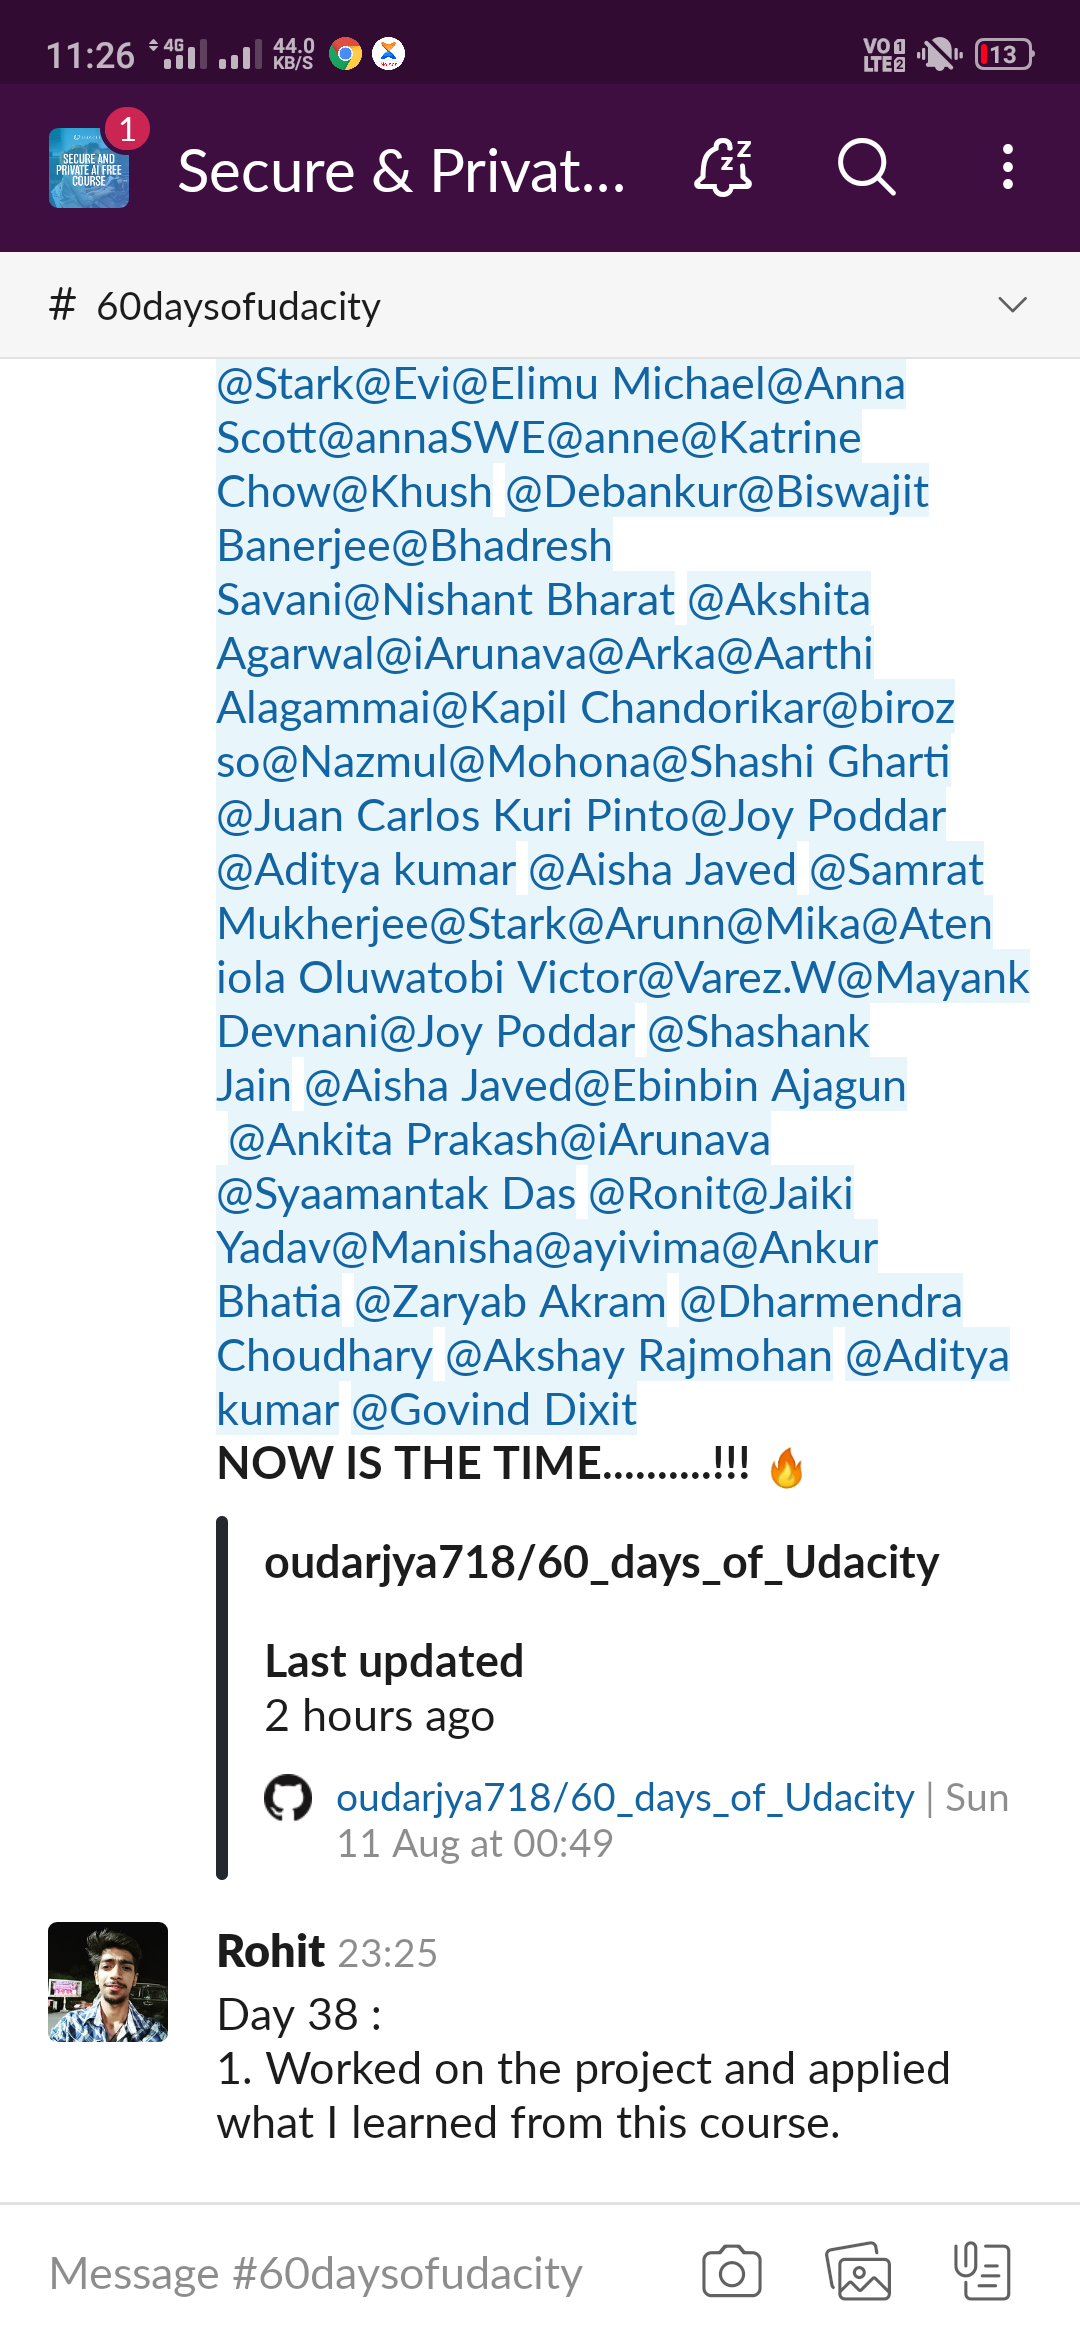 11:26 4G 44.0 KB/S VO 1 LTE 2 13
1
SECURE AND
PRIVATE AI FREE
COURSE
Secure & Privat...
# 60daysofudacity
@Stark@Evi@Elimu Michael@Anna
Scott@annaSWE@anne@Katrine
Chow@Khush @Debankur@Biswajit
Banerjee@Bhadresh
Savani@Nishant Bharat @Akshita
Agarwal@iArunava@Arka@Aarthi
Alagammai@Kapil Chandorikar@biroz
so@Nazmul@Mohona@Shashi Gharti
@Juan Carlos Kuri Pinto@Joy Poddar
@Aditya kumar @Aisha Javed @Samrat
Mukherjee@Stark@Arunn@Mika@Aten
iola Oluwatobi Victor@Varez.W@Mayank
Devnani@Joy Poddar @Shashank
Jain @Aisha Javed@Ebinbin Ajagun
@Ankita Prakash@iArunava
@Syaamantak Das @Ronit@Jaiki
Yadav@Manisha@ayivima@Ankur
Bhatia @Zaryab Akram @Dharmendra
Choudhary @Akshay Rajmohan @Aditya
kumar @Govind Dixit
NOW IS THE TIME..........!!! 🔥
oudarjya718/60_days_of_Udacity
Last updated
2 hours ago
oudarjya718/60_days_of_Udacity | Sun
11 Aug at 00:49
Rohit 23:25
Day 38 :
1. Worked on the project and applied
what I learned from this course.
Message #60daysofudacity